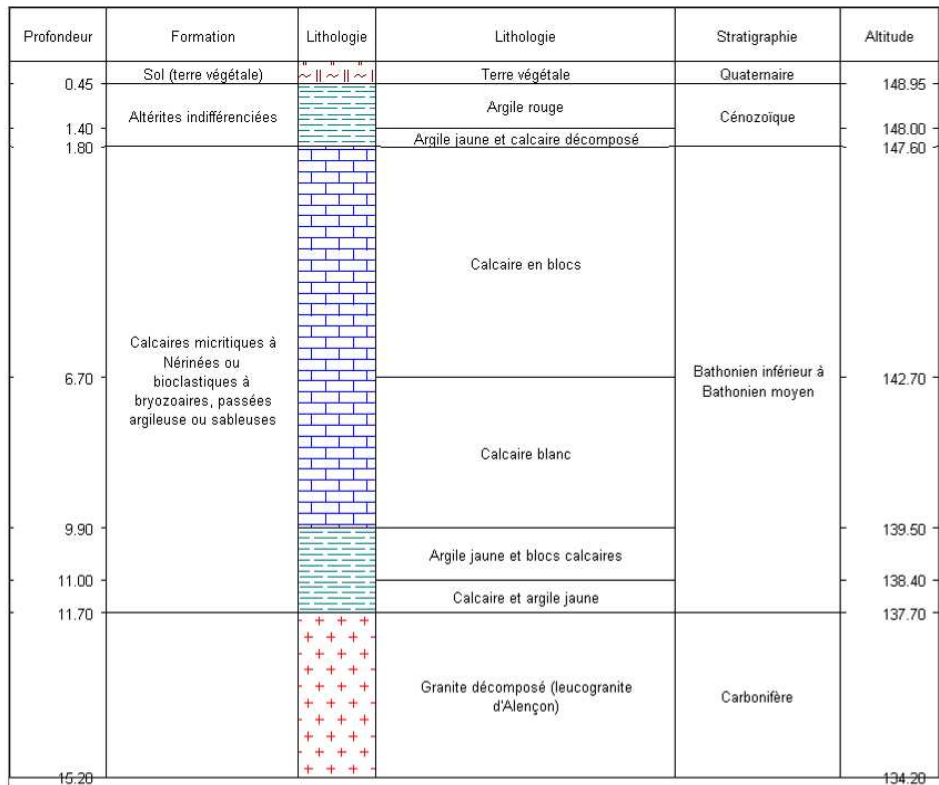 Profondeur Formation Lithologie Lithologie Stratigraphie Altitude
Sol (terre végétale) Terre végétale Quaternaire
0.45 148.95
Altérites indifférenciées Argile rouge Cénozoïque
1.40 148.00
Argile jaune et calcaire décomposé
1.80 147.60
Calcaire en blocs
Calcaires micritiques à
Nérinées ou
bioclastiques à
bryozoaires, passées
argileuse ou sableuses
6.70 142.70
Bathonien inférieur à
Bathonien moyen
Calcaire blanc
9.90 139.50
Argile jaune et blocs calcaires
11.00 138.40
Calcaire et argile jaune
11.70 137.70
Granite décomposé (leucogranite
d'Alençon)
Carbonifère
15.20 134.20